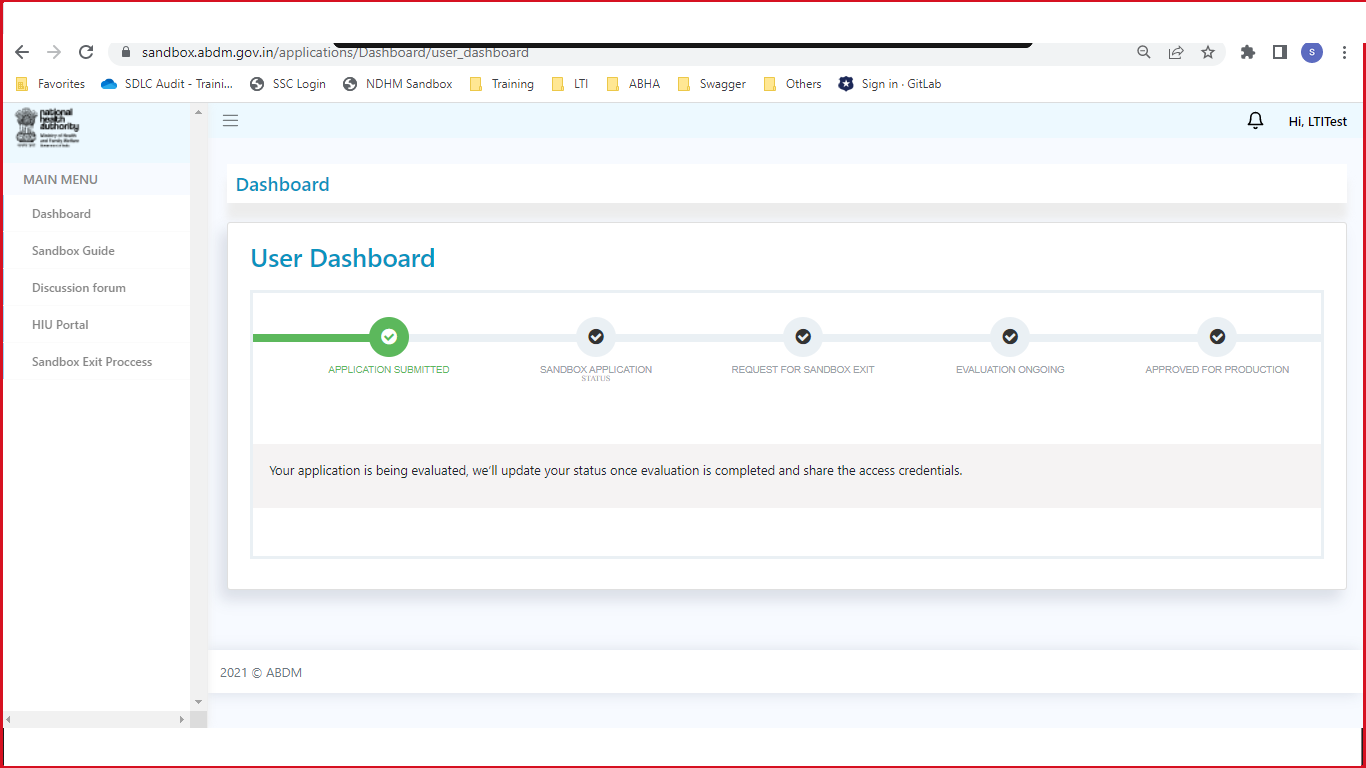 sandbox.abdm.gov.in/applications/Dashboard/user_dashboard
S
Favorites SDLC Audit - Traini... SSC Login NDHM Sandbox Training LTI ABHA Swagger Others Sign in · GitLab
national
health
authority
Ministry of Health
and Family Welfare
Hi, LTITest
MAIN MENU
Dashboard
Sandbox Guide
Discussion forum
HIU Portal
Sandbox Exit Proccess
Dashboard
User Dashboard
APPLICATION SUBMITTED
SANDBOX APPLICATION
STATUS
REQUEST FOR SANDBOX EXIT
EVALUATION ONGOING
APPROVED FOR PRODUCTION
Your application is being evaluated, we'll update your status once evaluation is completed and share the access credentials.
2021 © ABDM